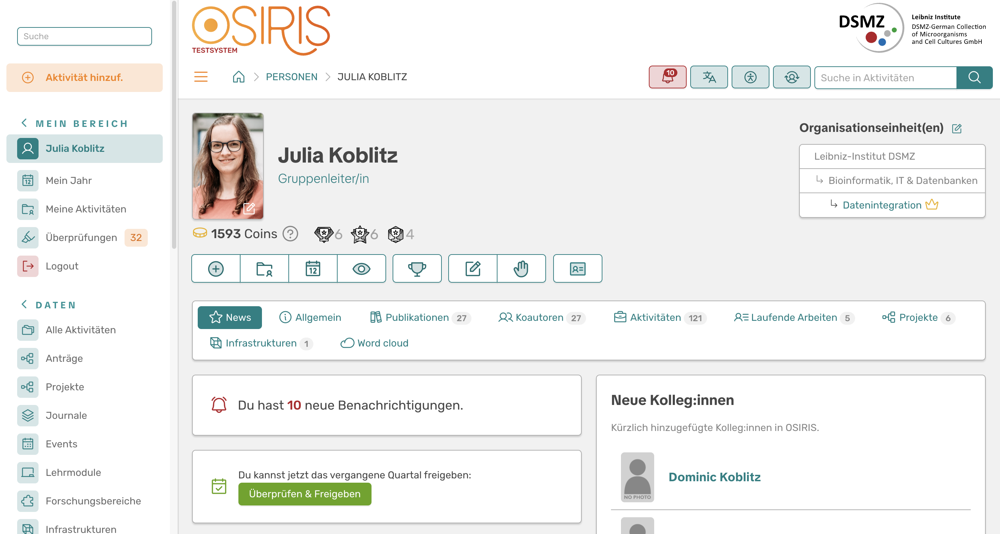 Suche
Aktivität hinzuf.
MEIN BEREICH
Julia Koblitz
12
Mein Jahr
Meine Aktivitäten
Überprüfungen 32
Logout
DATEN
Alle Aktivitäten
Anträge
Projekte
Journale
Events
Lehrmodule
Forschungsbereiche
Infrastrukturen
OSIRIS
TESTSYSTEM
DSMZ
Leibniz Institute
DSMZ-German Collection
of Microorganisms
and Cell Cultures GmbH
PERSONEN JULIA KOBLITZ
10
Suche in Aktivitäten
Julia Koblitz
Gruppenleiter/in
Organisationseinheit(en)
Leibniz-Institut DSMZ
Bioinformatik, IT & Datenbanken
Datenintegration
1593 Coins ? 6 6 4
12
News Allgemein Publikationen 27 Koautoren 27 Aktivitäten 121 Laufende Arbeiten 5 Projekte 6
Infrastrukturen 1 Word cloud
Du hast 10 neue Benachrichtigungen.
Du kannst jetzt das vergangene Quartal freigeben:
Überprüfen & Freigeben
Neue Kolleg:innen
Kürzlich hinzugefügte Kolleg:innen in OSIRIS.
NO PHOTO
Dominic Koblitz